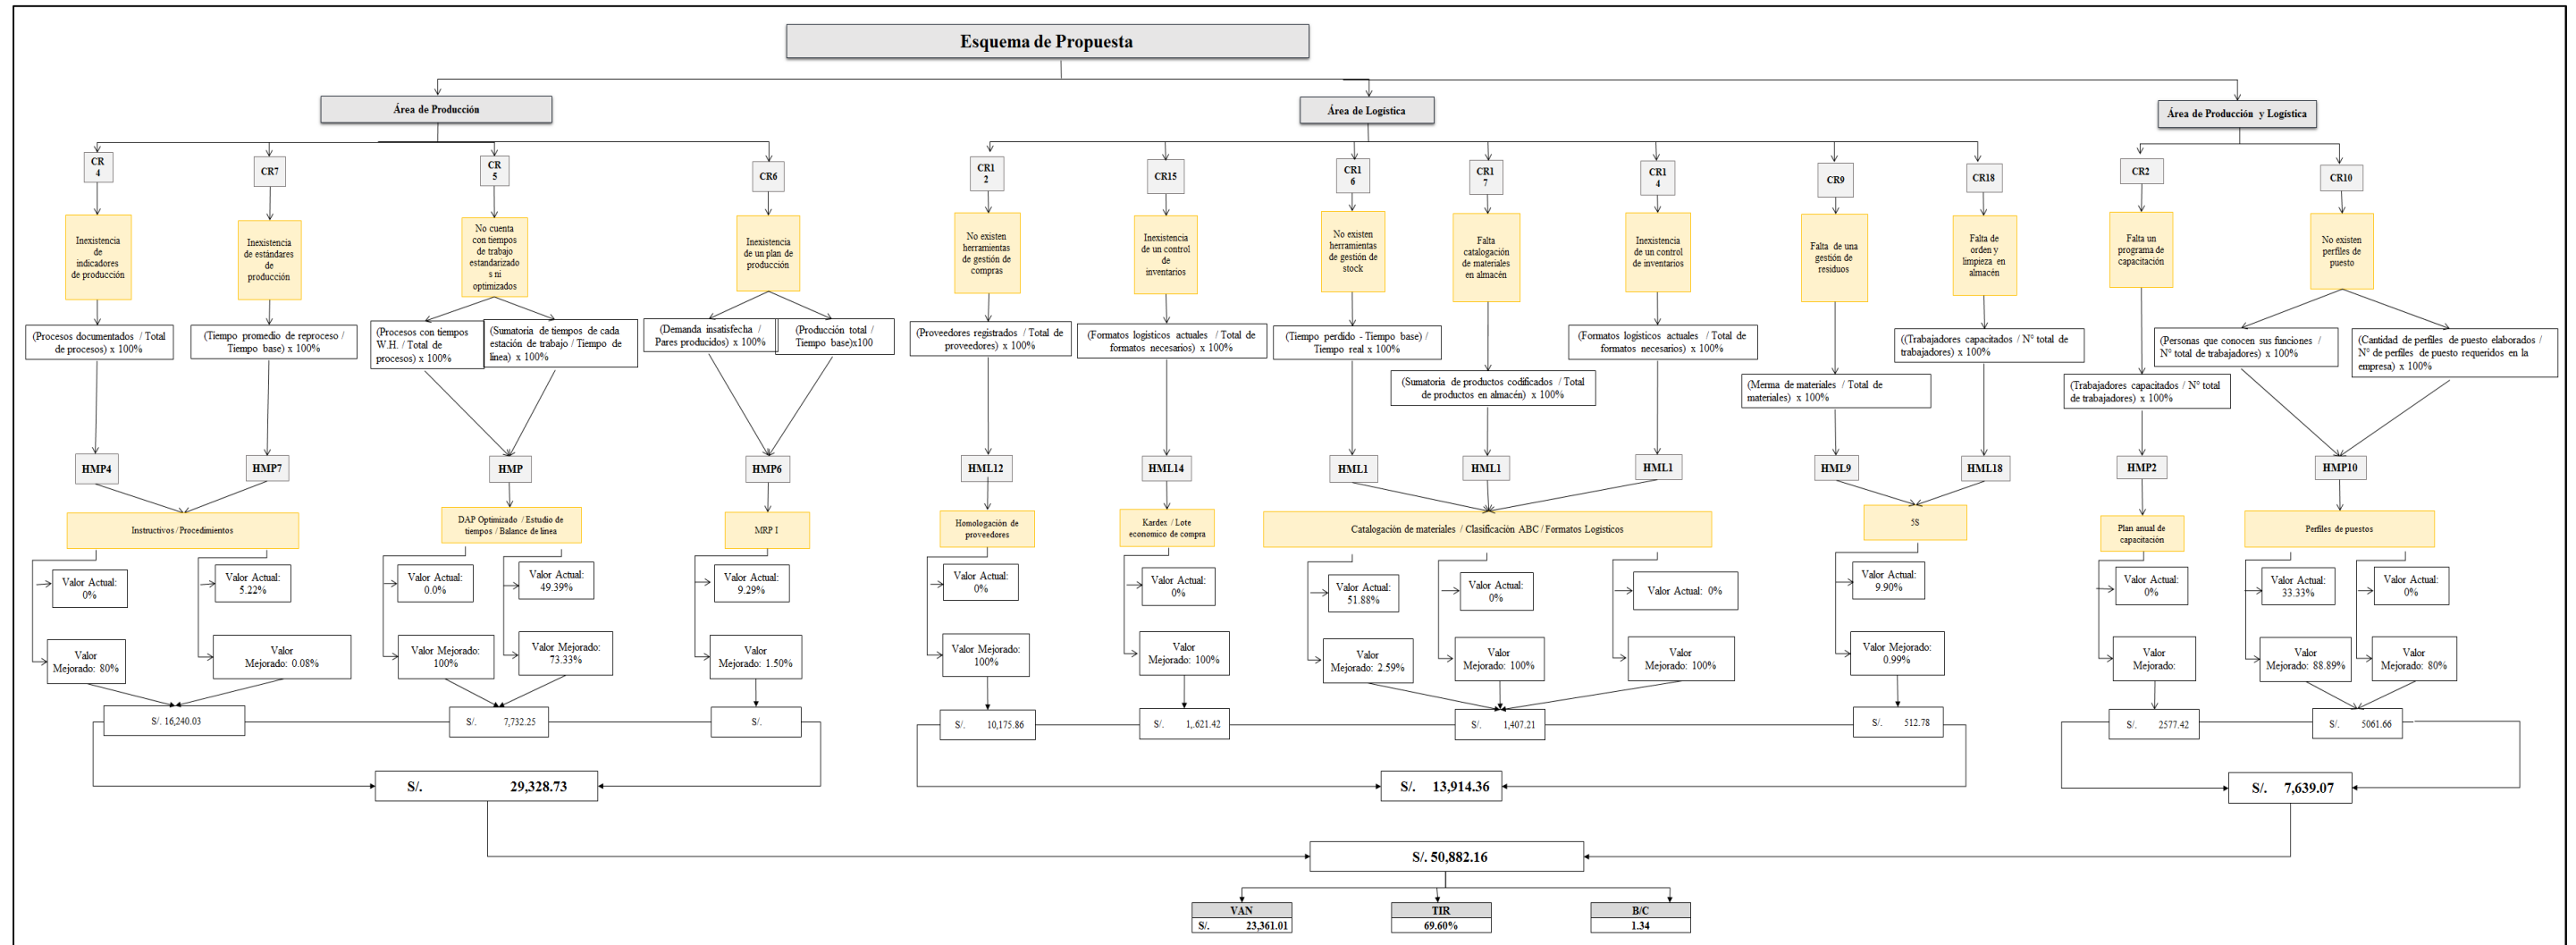 Esquema de Propuesta
Área de Producción
Área de Logística
Área de Producción y Logística
CR
4
CR7
CR
5
CR6
CR1
2
CR15
CR1
6
CR1
7
CR1
4
CR9
CR18
CR2
CR10
Inexistencia
de
indicadores
de producción
Inexistencia
de estándares
de
producción
No cuenta
con tiempos
de trabajo
estandarizado
s ni
optimizados
Inexistencia
de un plan de
producción
No existen
herramientas
de gestión de
compras
Inexistencia
de un control
de
inventarios
No existen
herramientas
de gestión de
stock
Falta
catalogación
de materiales
en almacén
Inexistencia
de un control
de inventarios
Falta de una
gestión de
residuos
Falta de
orden y
limpieza en
almacén
Falta un
programa de
capacitación
No existen
perfiles de
puesto
(Procesos documentados / Total
de procesos) x 100%
(Tiempo promedio de reproceso /
Tiempo base) x 100%
(Procesos con tiempos
W.H. / Total de
procesos) x 100%
(Sumatoria de tiempos de cada
estación de trabajo / Tiempo de
línea) x 100%
(Demanda insatisfecha /
Pares producidos) x 100%
(Producción total /
Tiempo base)x100
(Proveedores registrados / Total de
proveedores) x 100%
(Formatos logísticos actuales / Total de
formatos necesarios) x 100%
(Tiempo perdido - Tiempo base) /
Tiempo real x 100%
(Sumatoria de productos codificados / Total
de productos en almacén) x 100%
(Formatos logísticos actuales / Total de
formatos necesarios) x 100%
(Merma de materiales / Total de
materiales) x 100%
((Trabajadores capacitados / N° total de
trabajadores) x 100%
(Trabajadores capacitados / N° total
de trabajadores) x 100%
(Personas que conocen sus funciones /
N° total de trabajadores) x 100%
(Cantidad de perfiles de puesto elaborados /
N° de perfiles de puesto requeridos en la
empresa) x 100%
HMP4
HMP7
HMP
HMP6
HML12
HML14
HML1
HML1
HML1
HML9
HML18
HMP2
HMP10
Instructivos / Procedimientos
DAP Optimizado / Estudio de
tiempos / Balance de línea
MRP I
Homologación de
proveedores
Kardex / Lote
economico de compra
Catalogación de materiales / Clasificación ABC / Formatos Logísticos
5S
Plan anual de
capacitación
Perfiles de puestos
Valor Actual:
0%
Valor Actual:
5.22%
Valor Actual:
0.0%
Valor Actual:
49.39%
Valor Actual:
9.29%
Valor Actual:
0%
Valor Actual:
0%
Valor Actual:
51.88%
Valor Actual:
0%
Valor Actual: 0%
Valor Actual:
9.90%
Valor Actual:
0%
Valor Actual:
33.33%
Valor Actual:
0%
Valor
Mejorado: 80%
Valor
Mejorado: 0.08%
Valor Mejorado:
100%
Valor Mejorado:
73.33%
Valor
Mejorado: 1.50%
Valor Mejorado:
100%
Valor
Mejorado: 100%
Valor
Mejorado: 2.59%
Valor
Mejorado: 100%
Valor
Mejorado: 100%
Valor Mejorado:
0.99%
Valor
Mejorado:
Valor
Mejorado: 88.89%
Valor
Mejorado: 80%
S/. 16,240.03
S/. 7,732.25
S/.
S/. 10,175.86
S/. 1,.621.42
S/. 1,407.21
S/. 512.78
S/. 2577.42
S/. 5061.66
S/. 29,328.73
S/. 13,914.36
S/. 7,639.07
S/. 50,882.16
VAN
S/. 23,361.01
TIR
69.60%
B/C
1.34